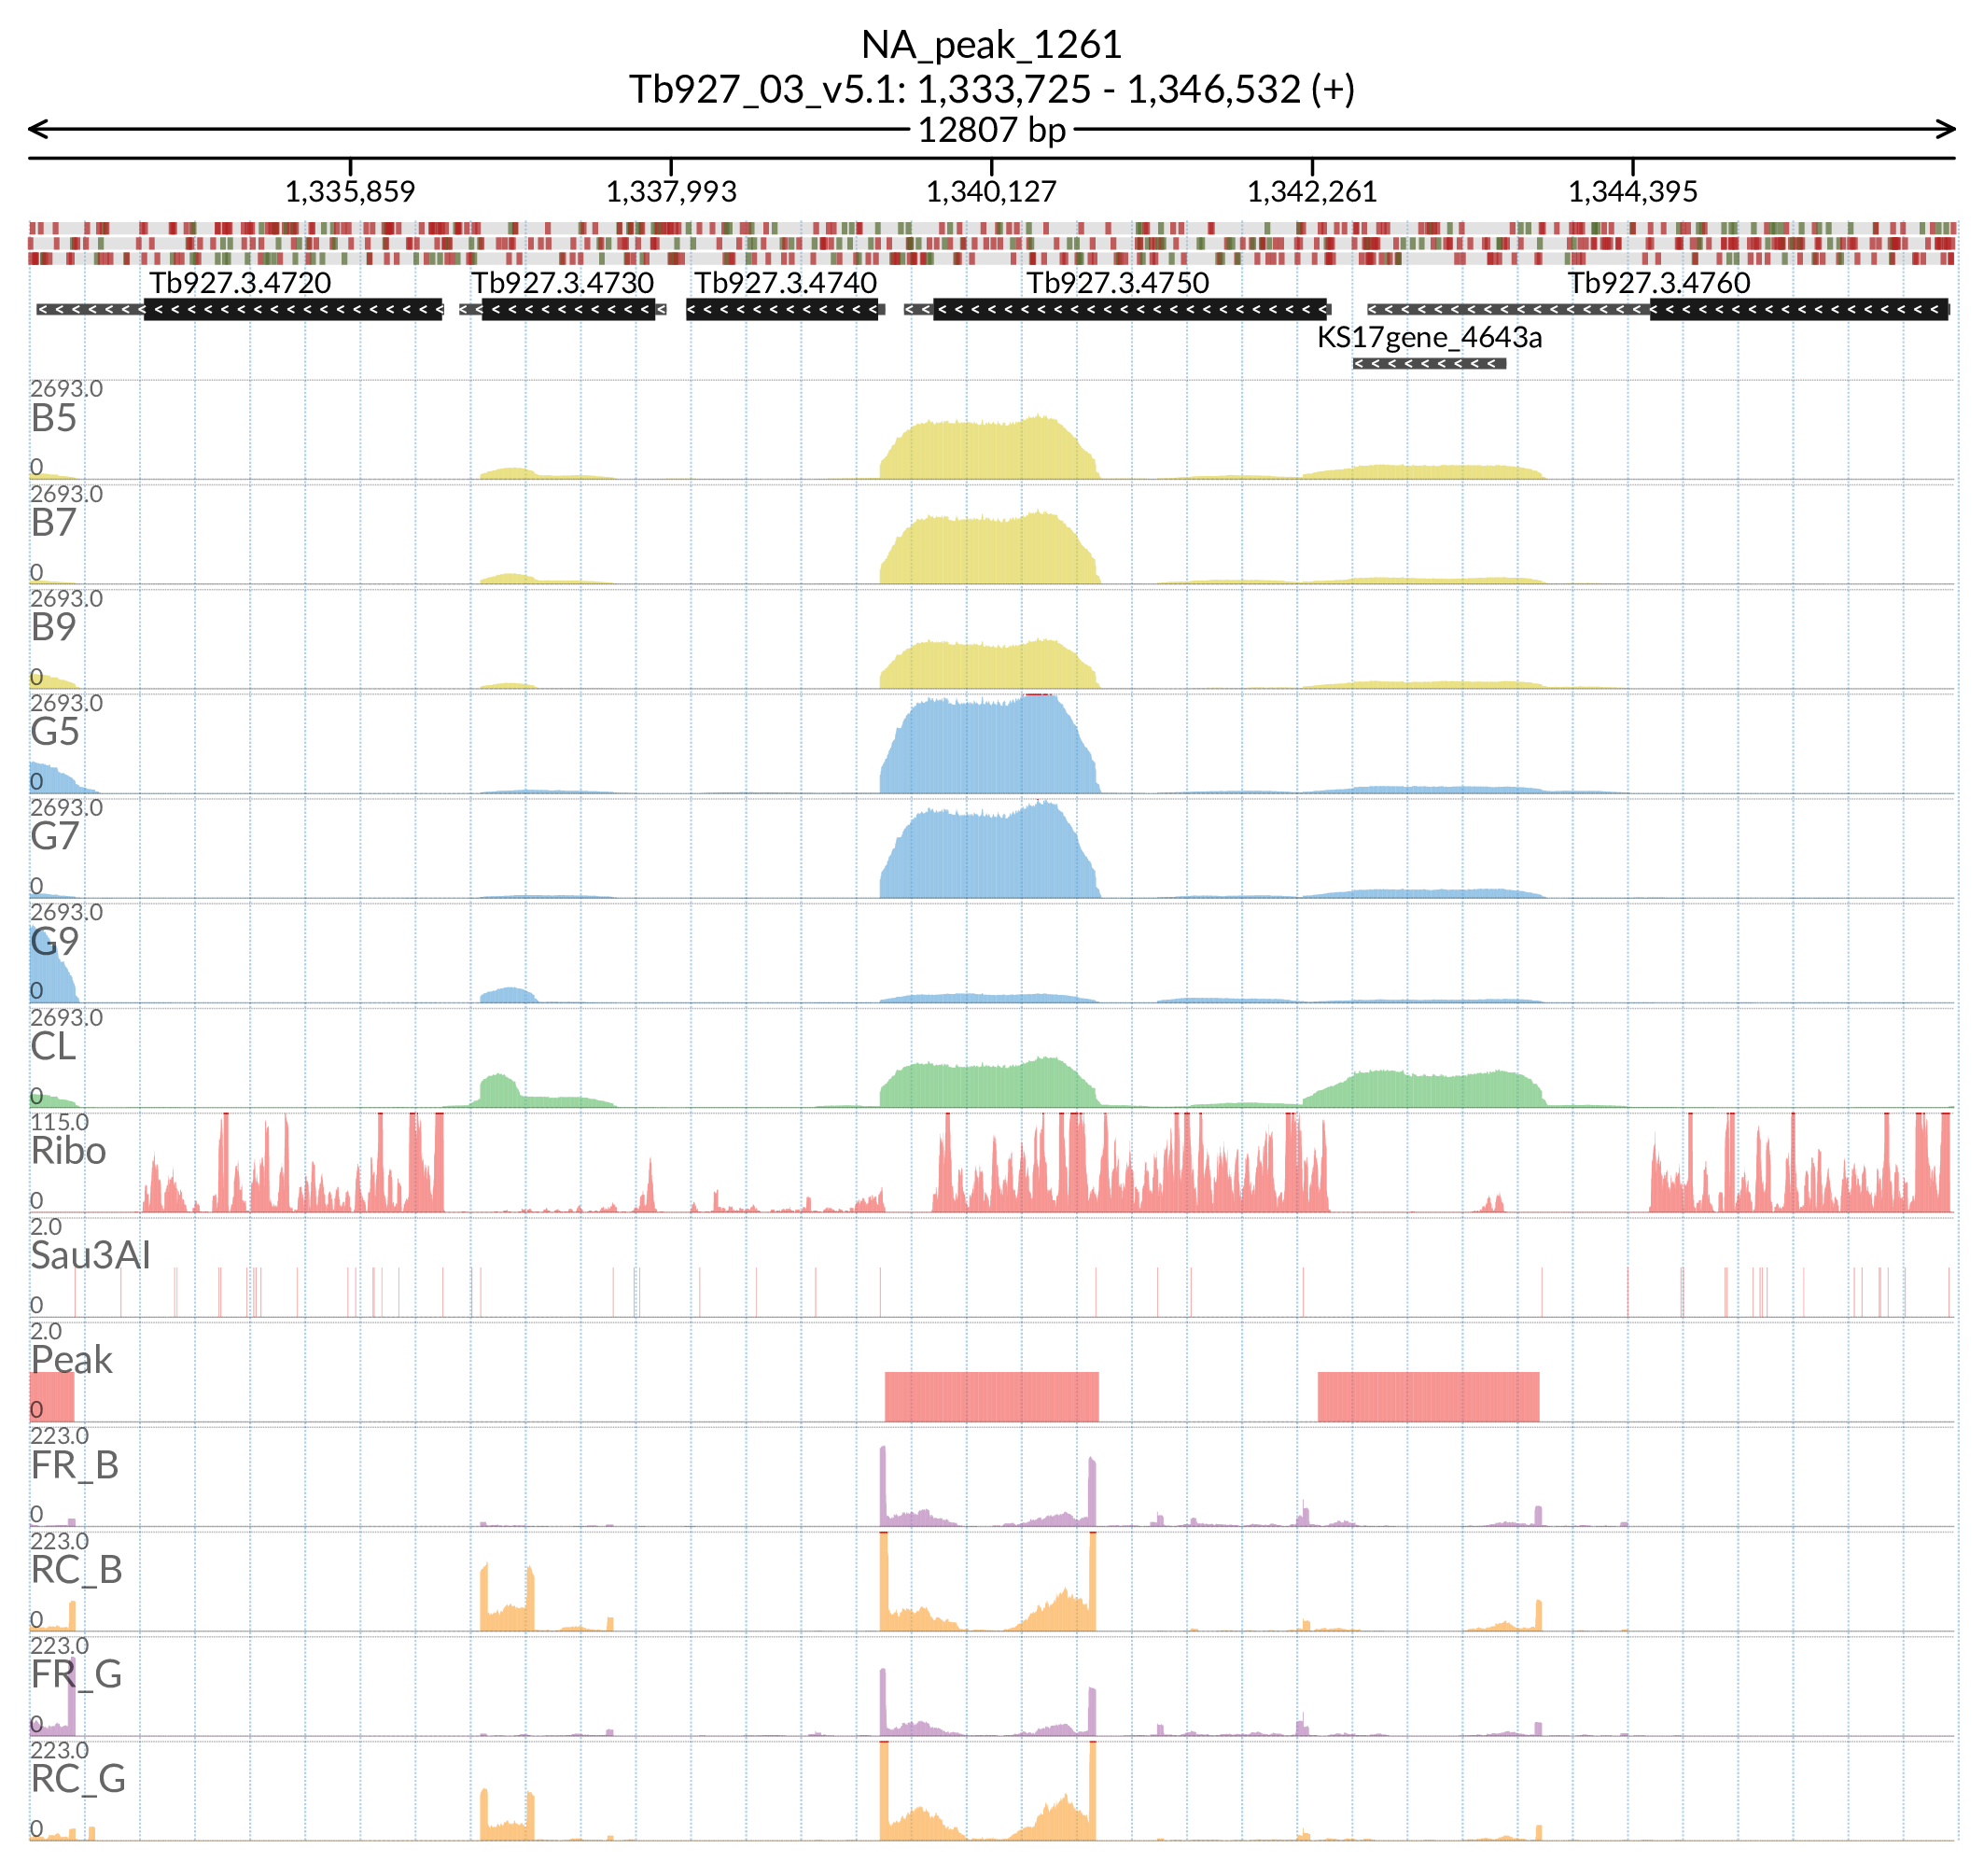 NA_peak_1261
Tb927_03_v5.1: 1,333,725 - 1,346,532 (+)
12807 bp
1,335,859 1,337,993 1,340,127 1,342,261 1,344,395
Tb927.3.4720 Tb927.3.4730 Tb927.3.4740 Tb927.3.4750 Tb927.3.4760
KS17gene_4643a
2693.0
B5
0
2693.0
B7
0
2693.0
B9
0
2693.0
G5
0
2693.0
G7
0
2693.0
G9
0
2693.0
CL
0
115.0
Ribo
0
2.0
Sau3AI
0
2.0
Peak
0
223.0
FR_B
0
223.0
RC_B
0
223.0
FR_G
0
223.0
RC_G
0